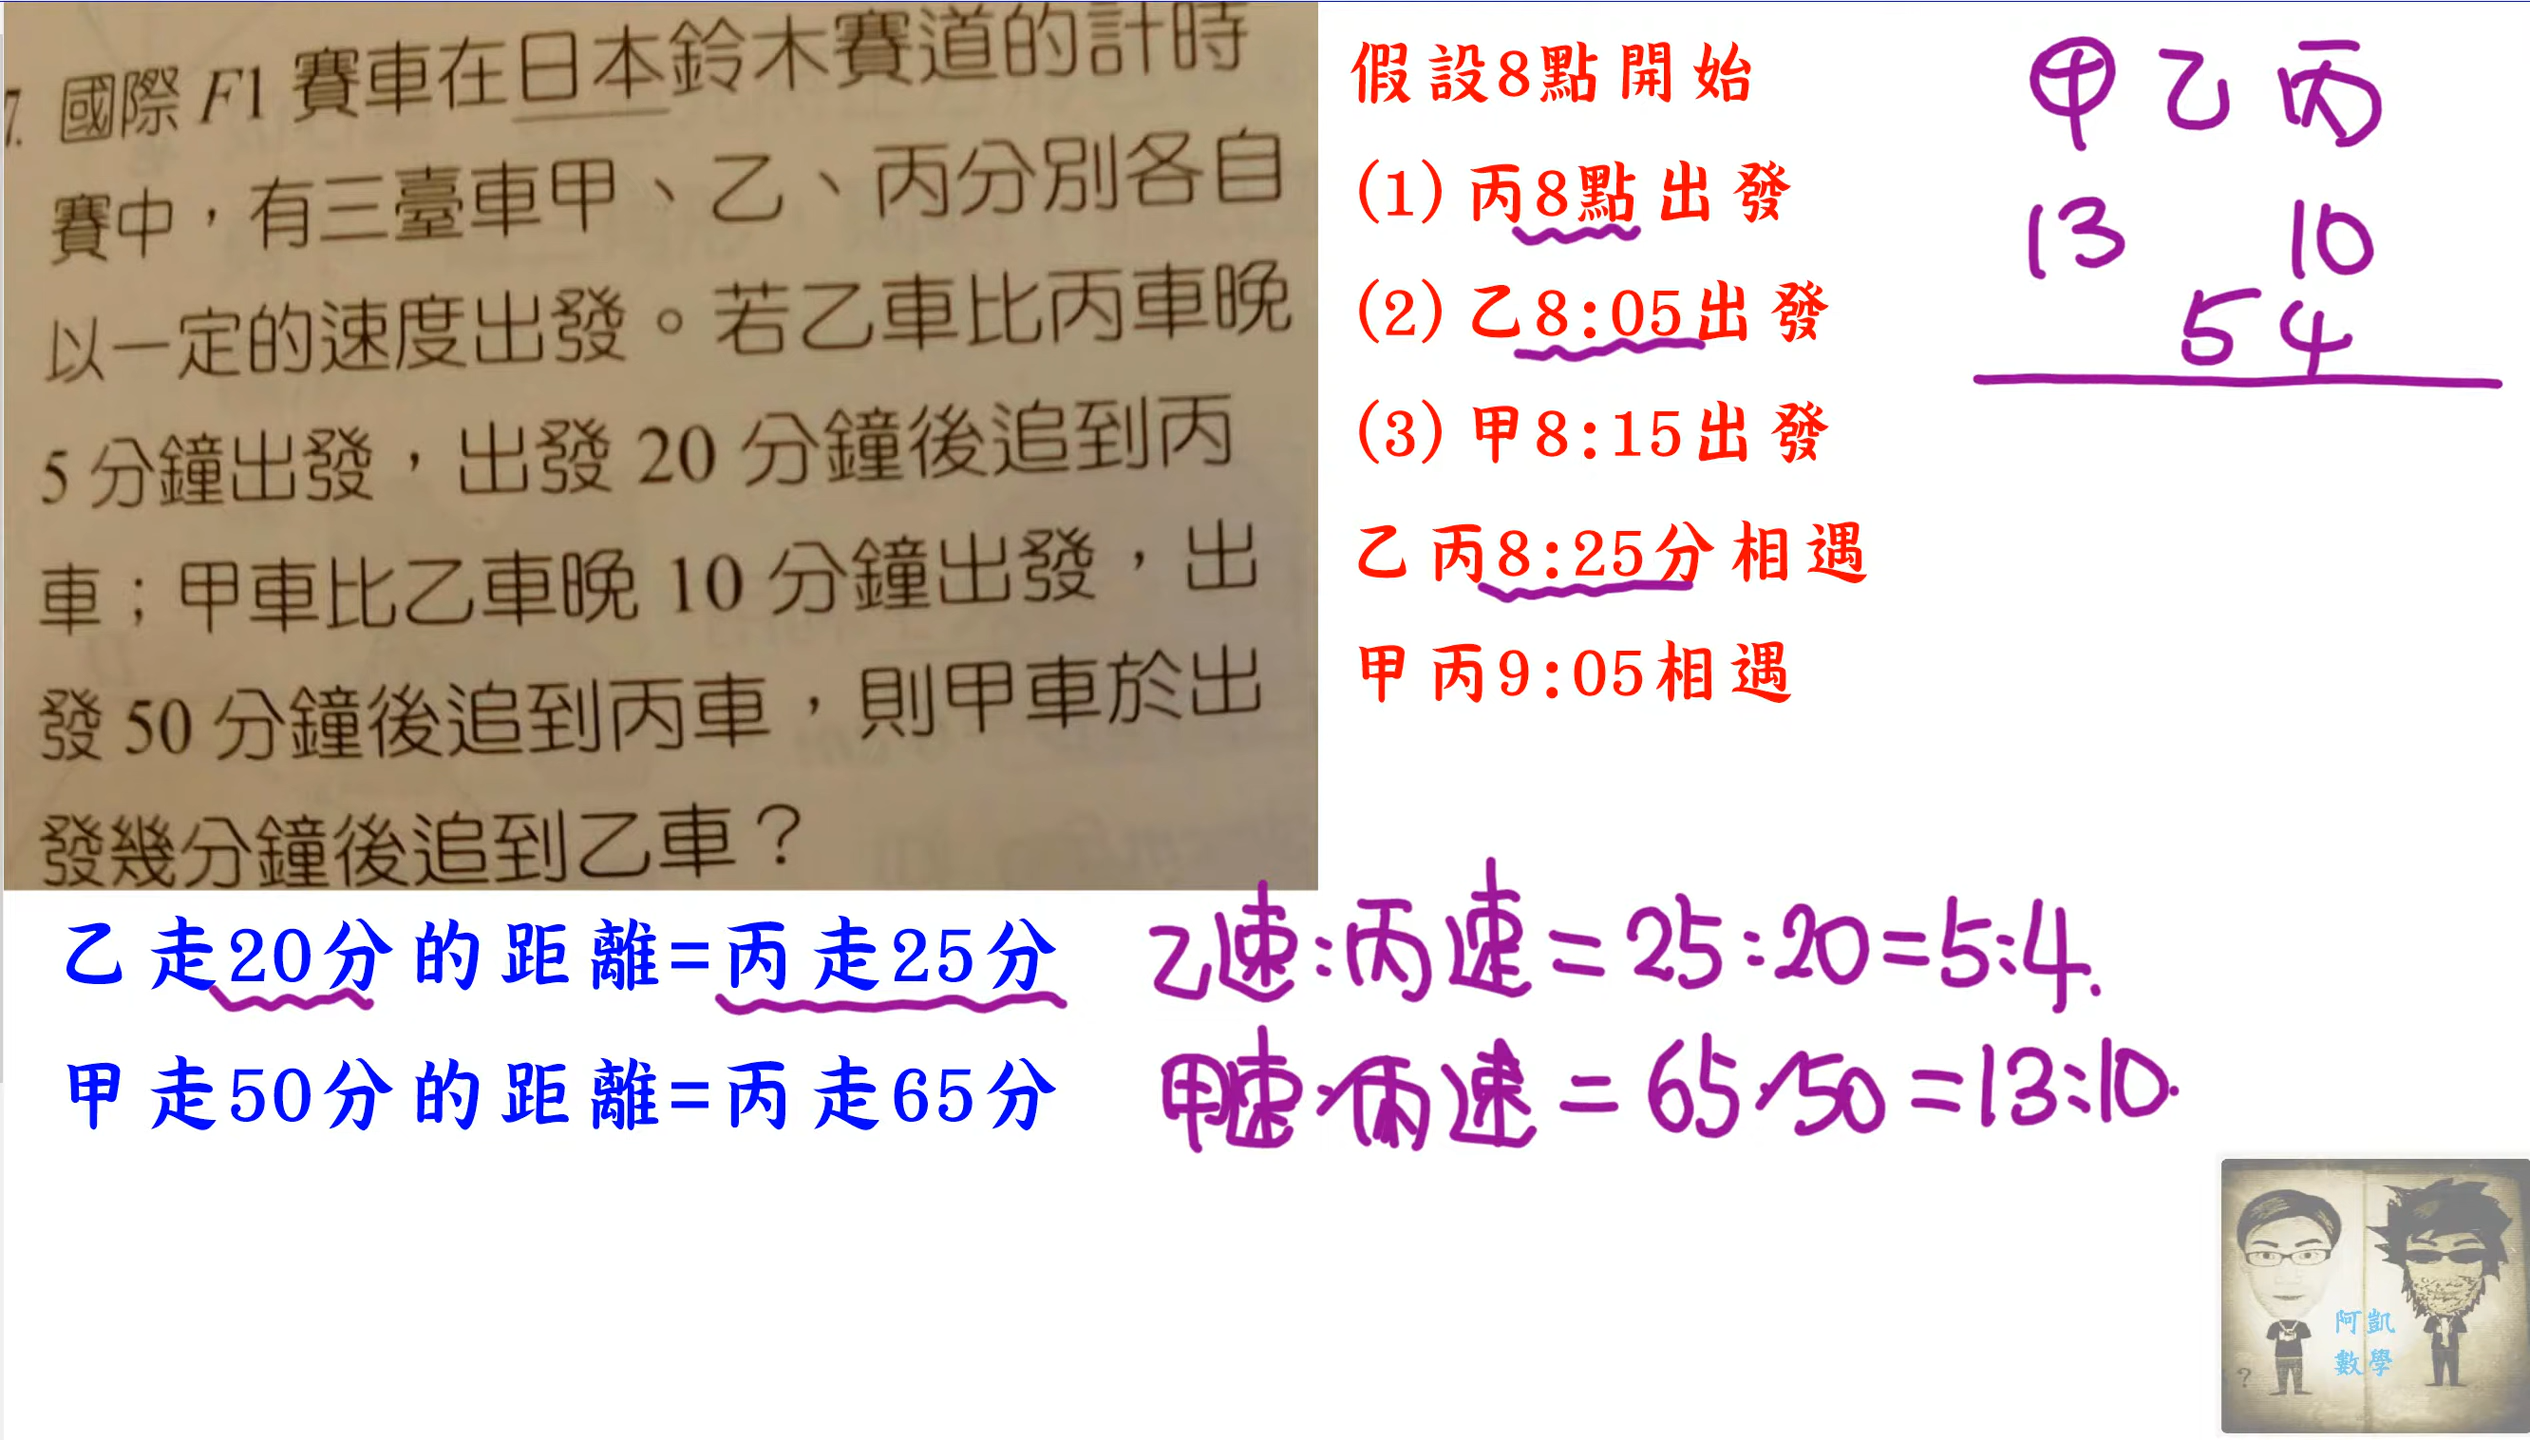 7. 國際 F1 賽車在日本鈴木賽道的計時
賽中，有三臺車甲、乙、丙分別各自
以一定的速度出發。若乙車比丙車晚
5 分鐘出發，出發 20 分鐘後追到丙
車；甲車比乙車晚 10 分鐘出發，出
發 50 分鐘後追到丙車，則甲車於出
發幾分鐘後追到乙車？
假設8點開始
(1)丙8點出發
(2)乙8:05出發
(3)甲8:15出發
乙丙8:25分相遇
甲丙9:05相遇
甲 乙 丙
13 10
5 4
乙走20分的距離=丙走25分
乙速:丙速=25:20=5:4.
甲走50分的距離=丙走65分
甲速:丙速=65:50=13:10.
阿凱
數學
?